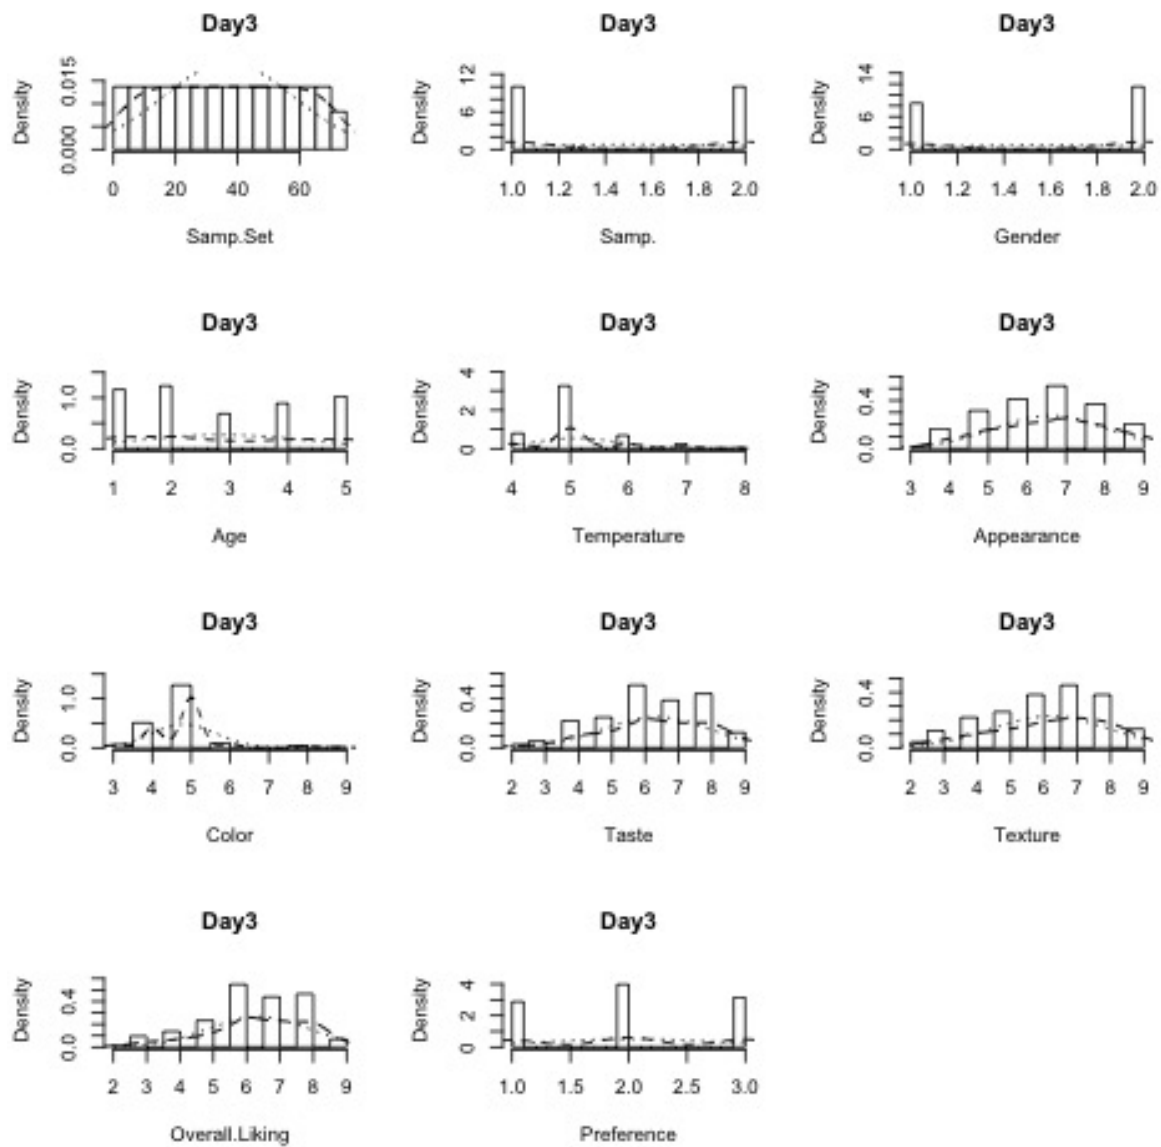 Day3 Day3 Day3
Density 0.000 0.015 Density 0 6 12 Density 0 6 14
0 20 40 60 1.0 1.2 1.4 1.6 1.8 2.0 1.0 1.2 1.4 1.6 1.8 2.0
Samp.Set Samp. Gender
Day3 Day3 Day3
Density 0.0 1.0 Density 0 2 4 Density 0.0 0.4
1 2 3 4 5 4 5 6 7 8 3 4 5 6 7 8 9
Age Temperature Appearance
Day3 Day3 Day3
Density 0.0 1.0 Density 0.0 0.4 Density 0.0 0.4
3 4 5 6 7 8 9 2 3 4 5 6 7 8 9 2 3 4 5 6 7 8 9
Color Taste Texture
Day3 Day3
Density 0.0 0.4 Density 0 2 4
2 3 4 5 6 7 8 9 1.0 1.5 2.0 2.5 3.0
Overall.Liking Preference